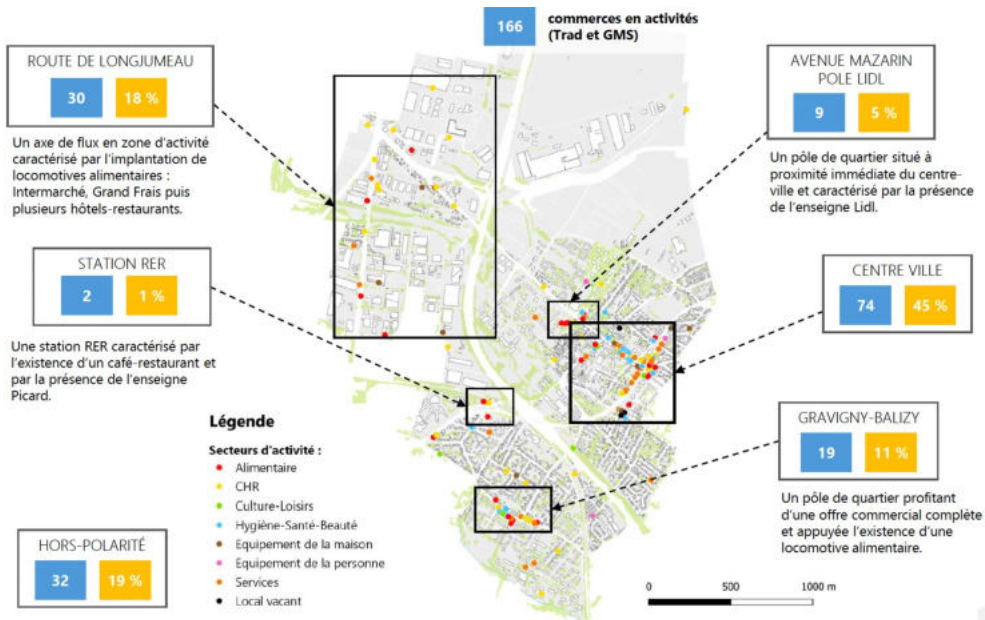 166
commerces en activités
(Trad et GMS)
ROUTE DE LONGJUMEAU
30
18 %
Un axe de flux en zone d'activité
caractérisé par l'implantation de
locomotives alimentaires :
Intermarché, Grand Frais puis
plusieurs hôtels-restaurants.
AVENUE MAZARIN
POLE LIDL
9
5 %
Un pôle de quartier situé à
proximité immédiate du centre-
ville et caractérisé par la présence
de l'enseigne Lidl.
STATION RER
2
1 %
Une station RER caractérisé par
l'existence d'un café-restaurant et
par la présence de l'enseigne
Picard.
CENTRE VILLE
74
45 %
GRAVIGNY-BALIZY
19
11 %
Un pôle de quartier profitant
d'une offre commercial complète
et appuyée l'existence d'une
locomotive alimentaire.
HORS-POLARITÉ
32
19 %
Légende
Secteurs d'activité :
Alimentaire
CHR
Culture-Loisirs
Hygiène-Santé-Beauté
Equipement de la maison
Equipement de la personne
Services
Local vacant
0 500 1000 m